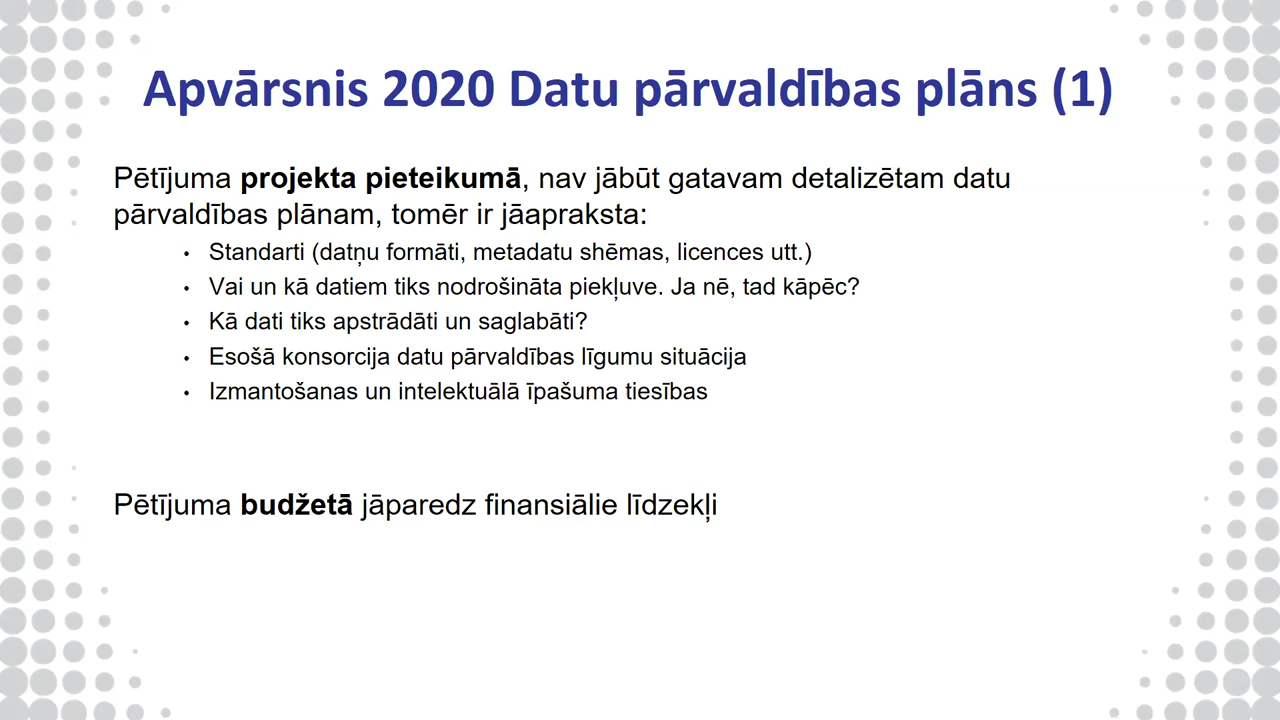 Apvārsnis 2020 Datu pārvaldības plāns (1)
Pētījuma projekta pieteikumā, nav jābūt gatavam detalizētam datu
pārvaldības plānam, tomēr ir jāapraksta:
• Standarti (datņu formāti, metadatu shēmas, licences utt.)
• Vai un kā datiem tiks nodrošināta piekļuve. Ja nē, tad kāpēc?
• Kā dati tiks apstrādāti un saglabāti?
• Esošā konsorcija datu pārvaldības līgumu situācija
• Izmantošanas un intelektuālā īpašuma tiesības
Pētījuma budžetā jāparedz finansiālie līdzekļi